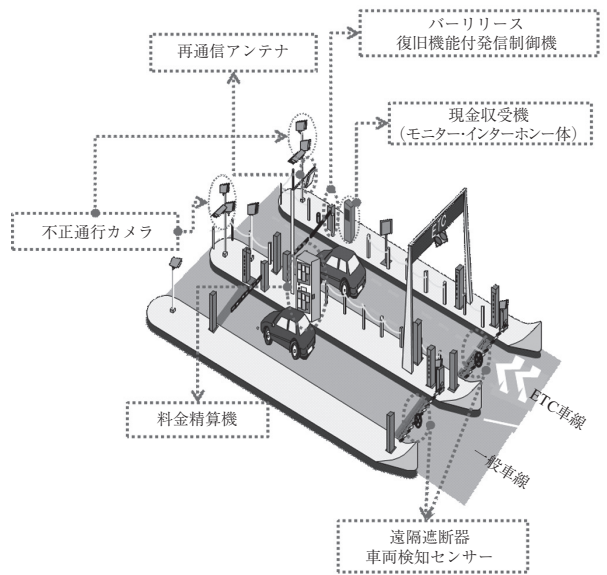 バーリリース
復旧機能付発信制御機
再通信アンテナ
現金収受機
（モニター・インターホン一体）
ETC
不正通行カメラ
料金精算機
ETC車線
一般車線
遠隔遮断器
車両検知センサー